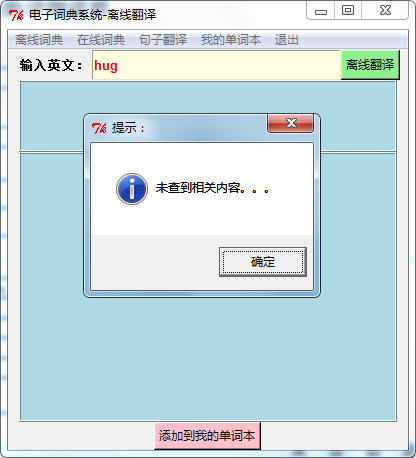 电子词典系统-离线翻译
离线词典 在线词典 句子翻译 我的单词本 退出
输入英文: hug 离线翻译
提示:
未查到相关内容。。。
确定
添加到我的单词本